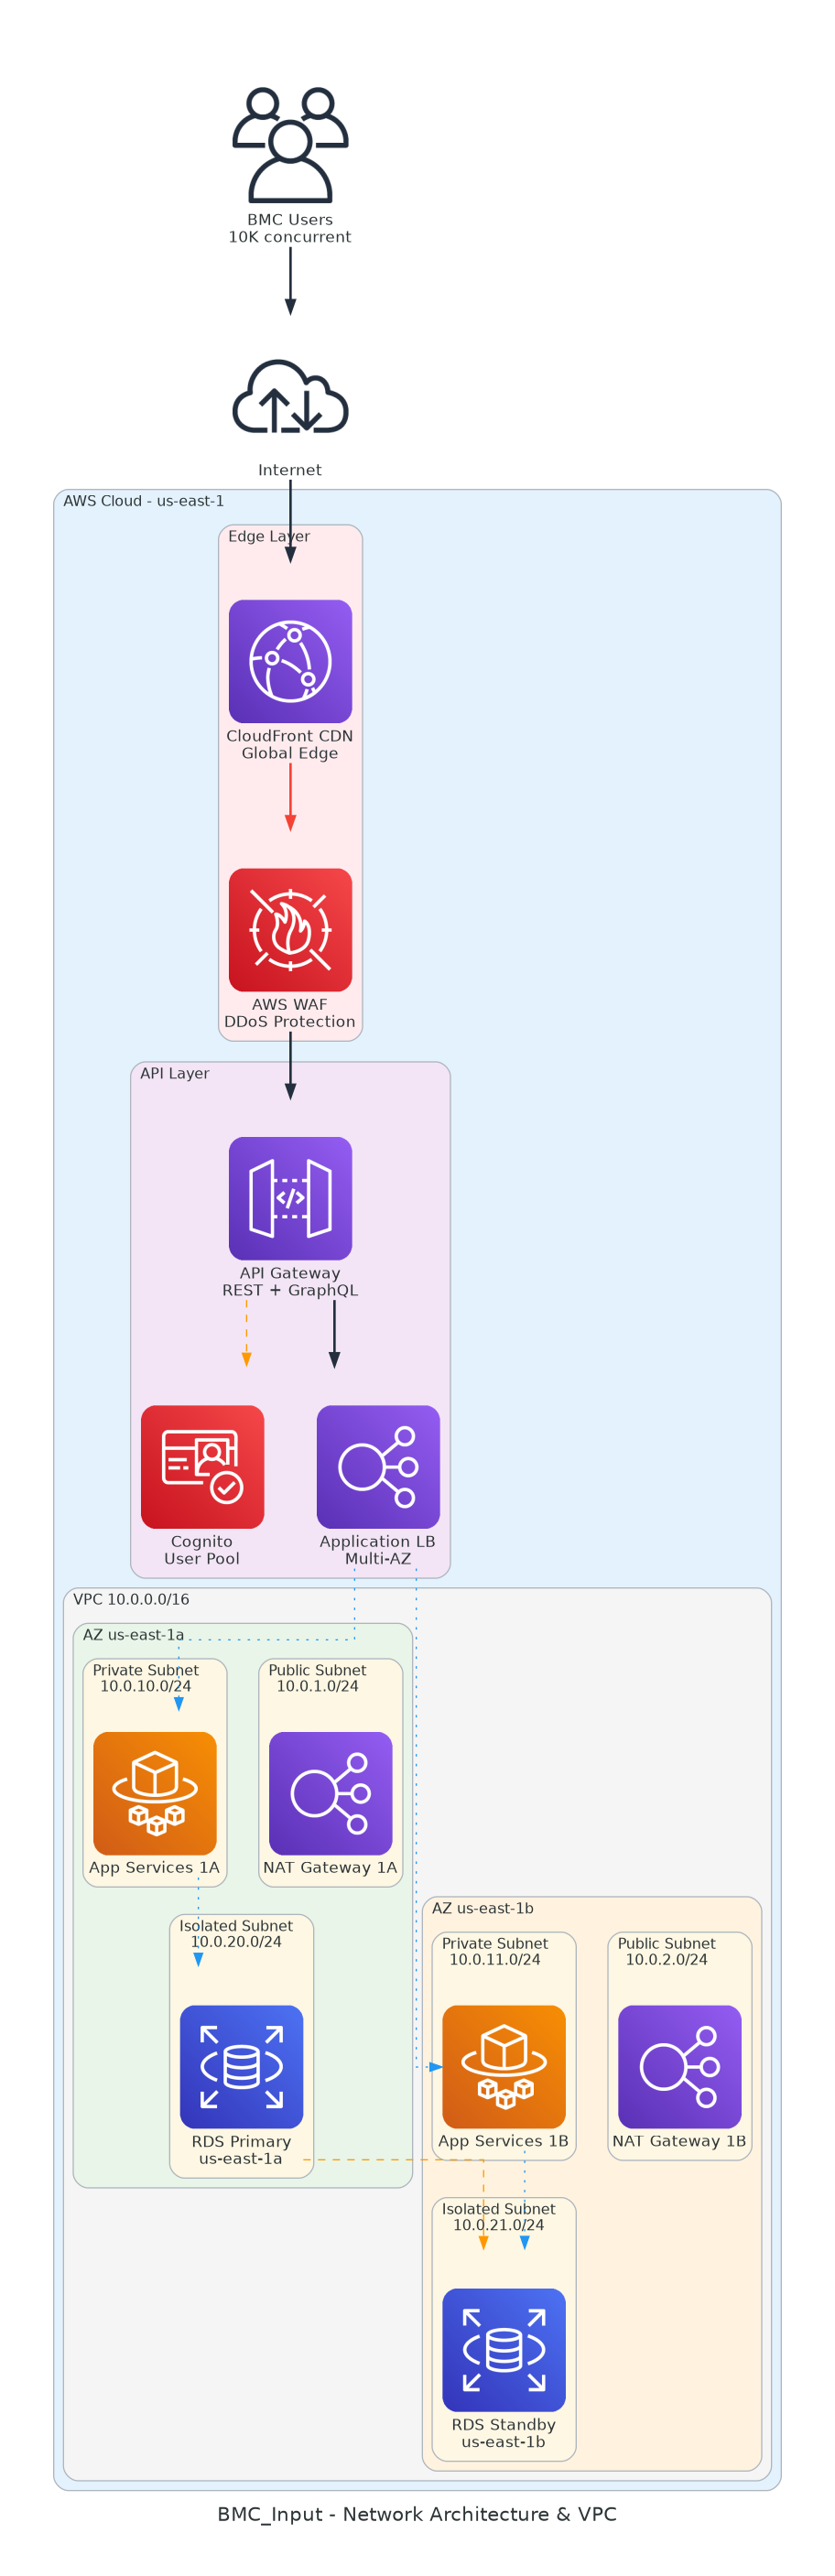 BMC Users
10K concurrent
Internet
AWS Cloud - us-east-1
Edge Layer
CloudFront CDN
Global Edge
AWS WAF
DDoS Protection
API Layer
API Gateway
REST + GraphQL
Cognito
User Pool
Application LB
Multi-AZ
VPC 10.0.0.0/16
AZ us-east-1a
Private Subnet
10.0.10.0/24
Public Subnet
10.0.1.0/24
App Services 1A
NAT Gateway 1A
Isolated Subnet
10.0.20.0/24
RDS Primary
us-east-1a
AZ us-east-1b
Private Subnet
10.0.11.0/24
Public Subnet
10.0.2.0/24
App Services 1B
NAT Gateway 1B
Isolated Subnet
10.0.21.0/24
RDS Standby
us-east-1b
BMC_Input - Network Architecture & VPC